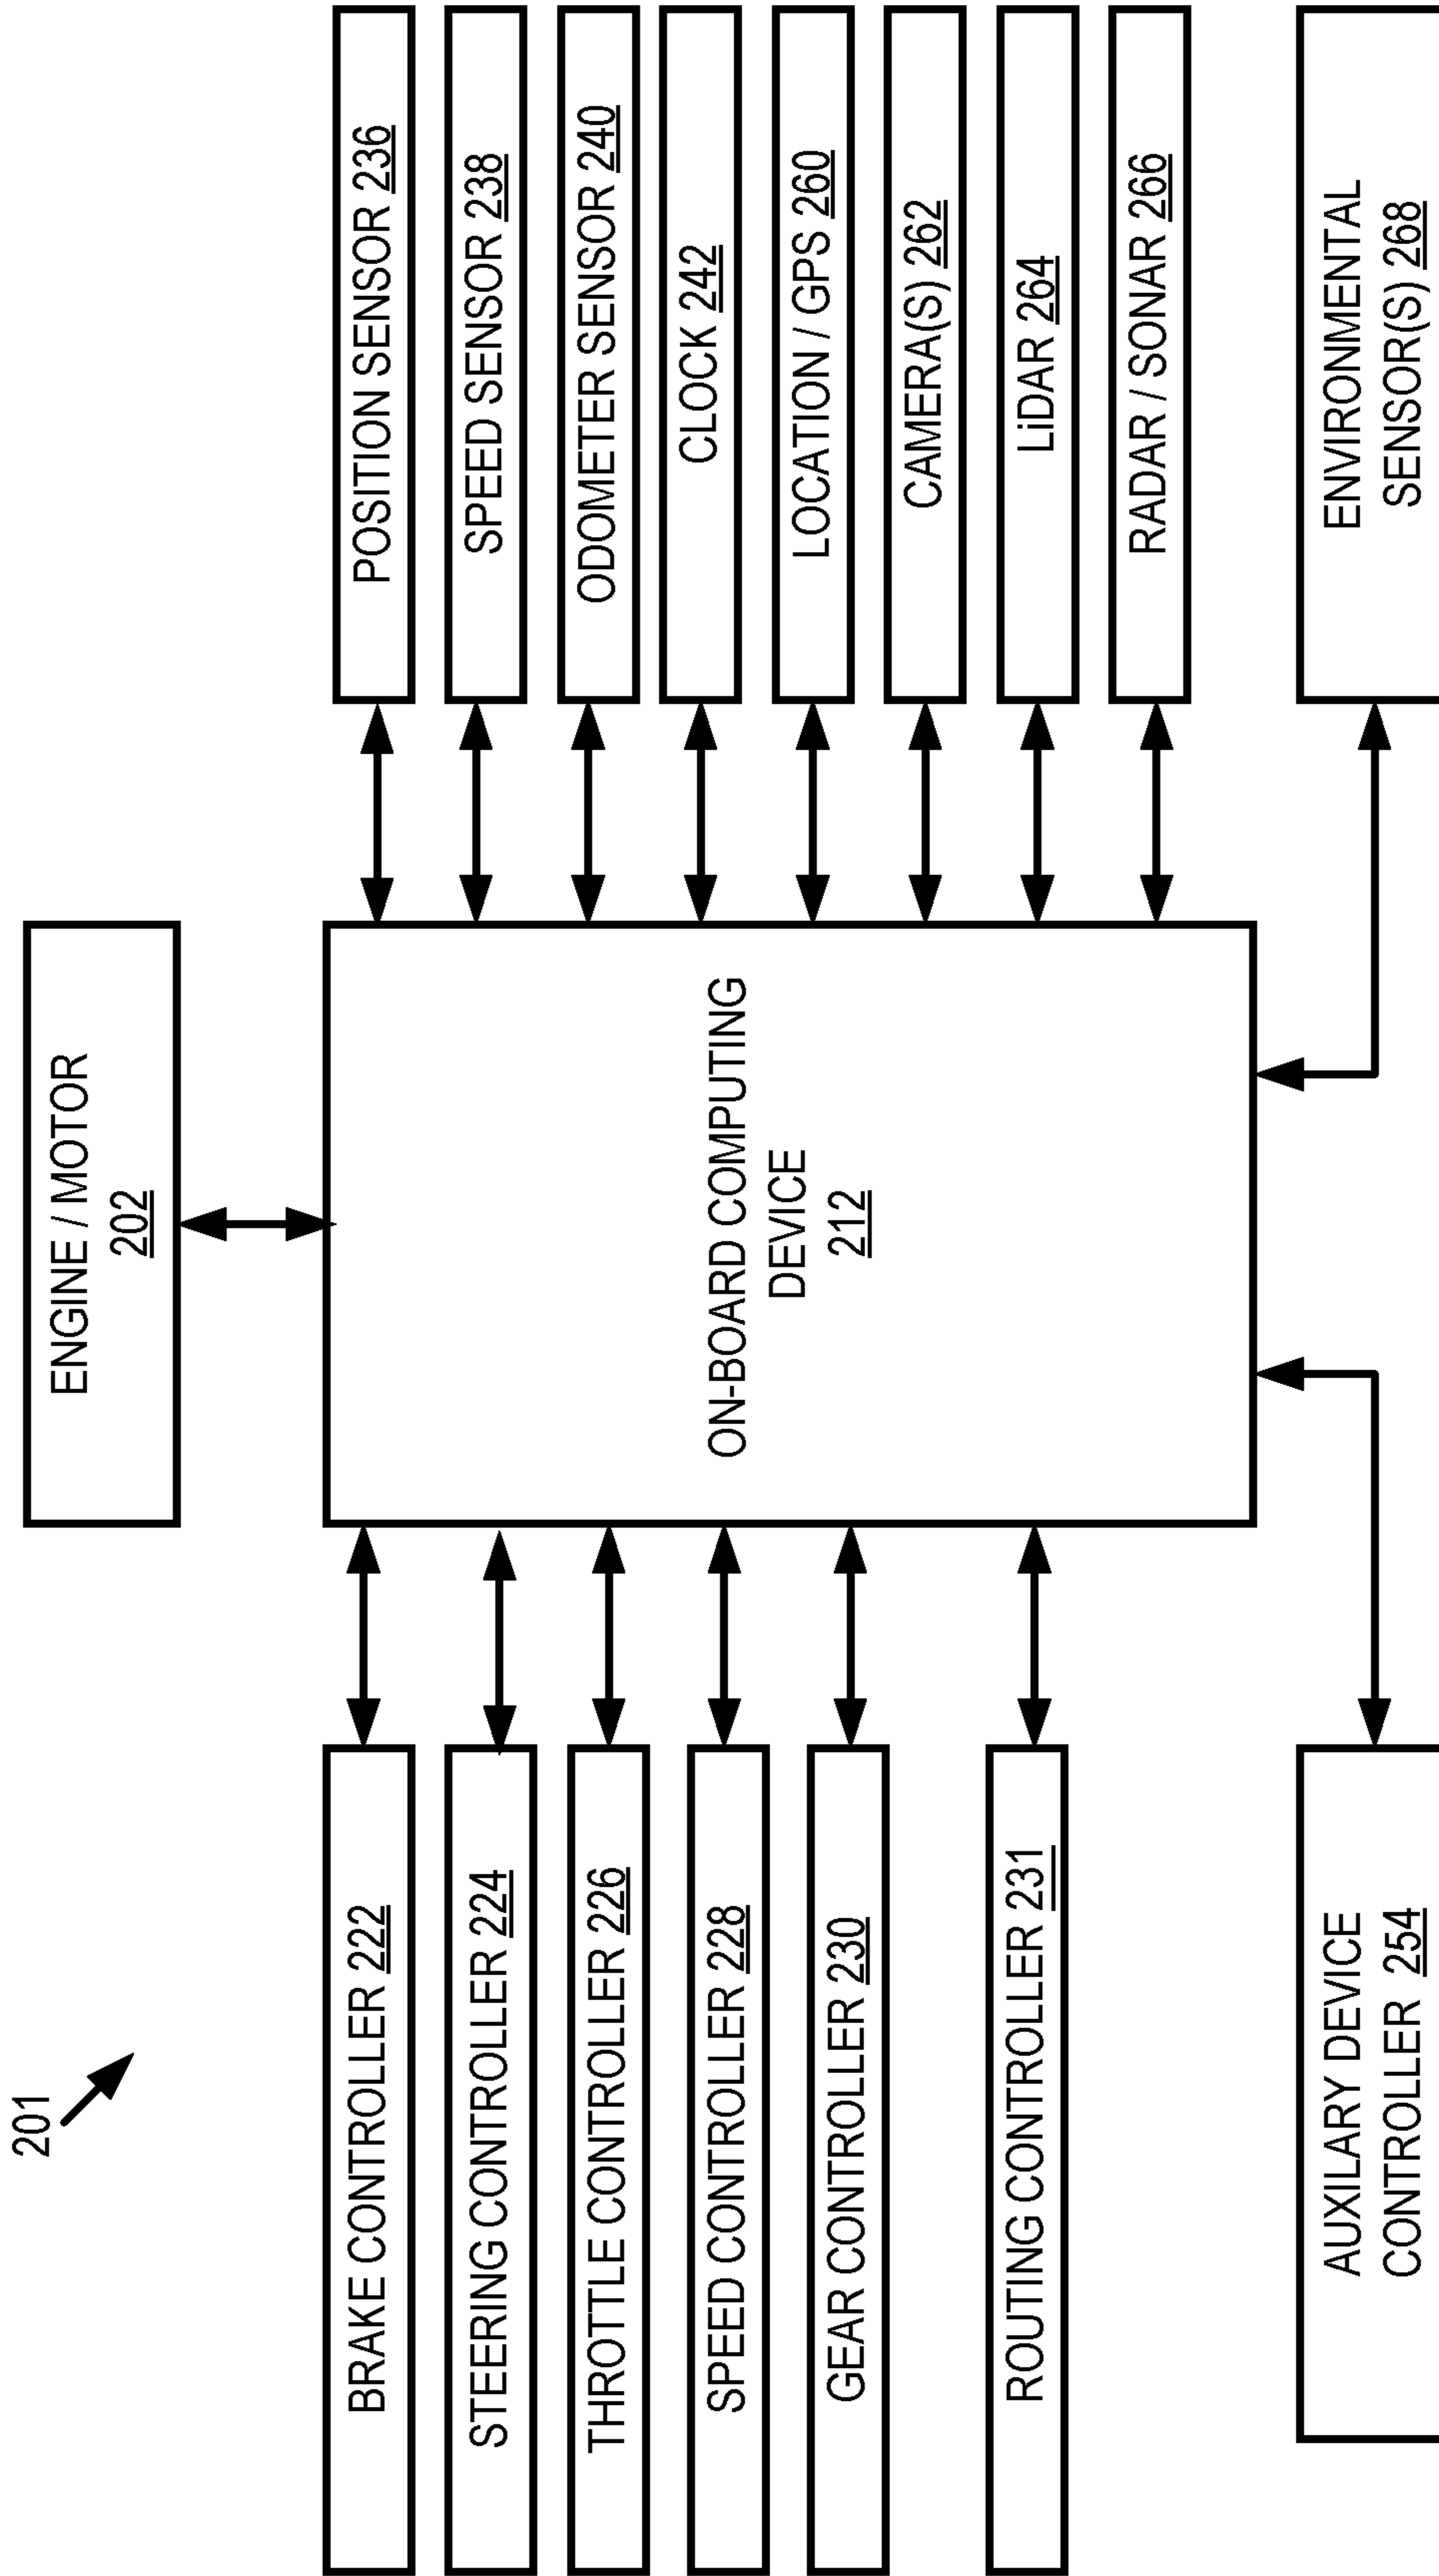 201
ENGINE / MOTOR
202
BRAKE CONTROLLER 222
STEERING CONTROLLER 224
THROTTLE CONTROLLER 226
SPEED CONTROLLER 228
GEAR CONTROLLER 230
ROUTING CONTROLLER 231
AUXILARY DEVICE
CONTROLLER 254
ON-BOARD COMPUTING
DEVICE
212
POSITION SENSOR 236
SPEED SENSOR 238
ODOMETER SENSOR 240
CLOCK 242
LOCATION / GPS 260
CAMERA(S) 262
LiDAR 264
RADAR / SONAR 266
ENVIRONMENTAL
SENSOR(S) 268